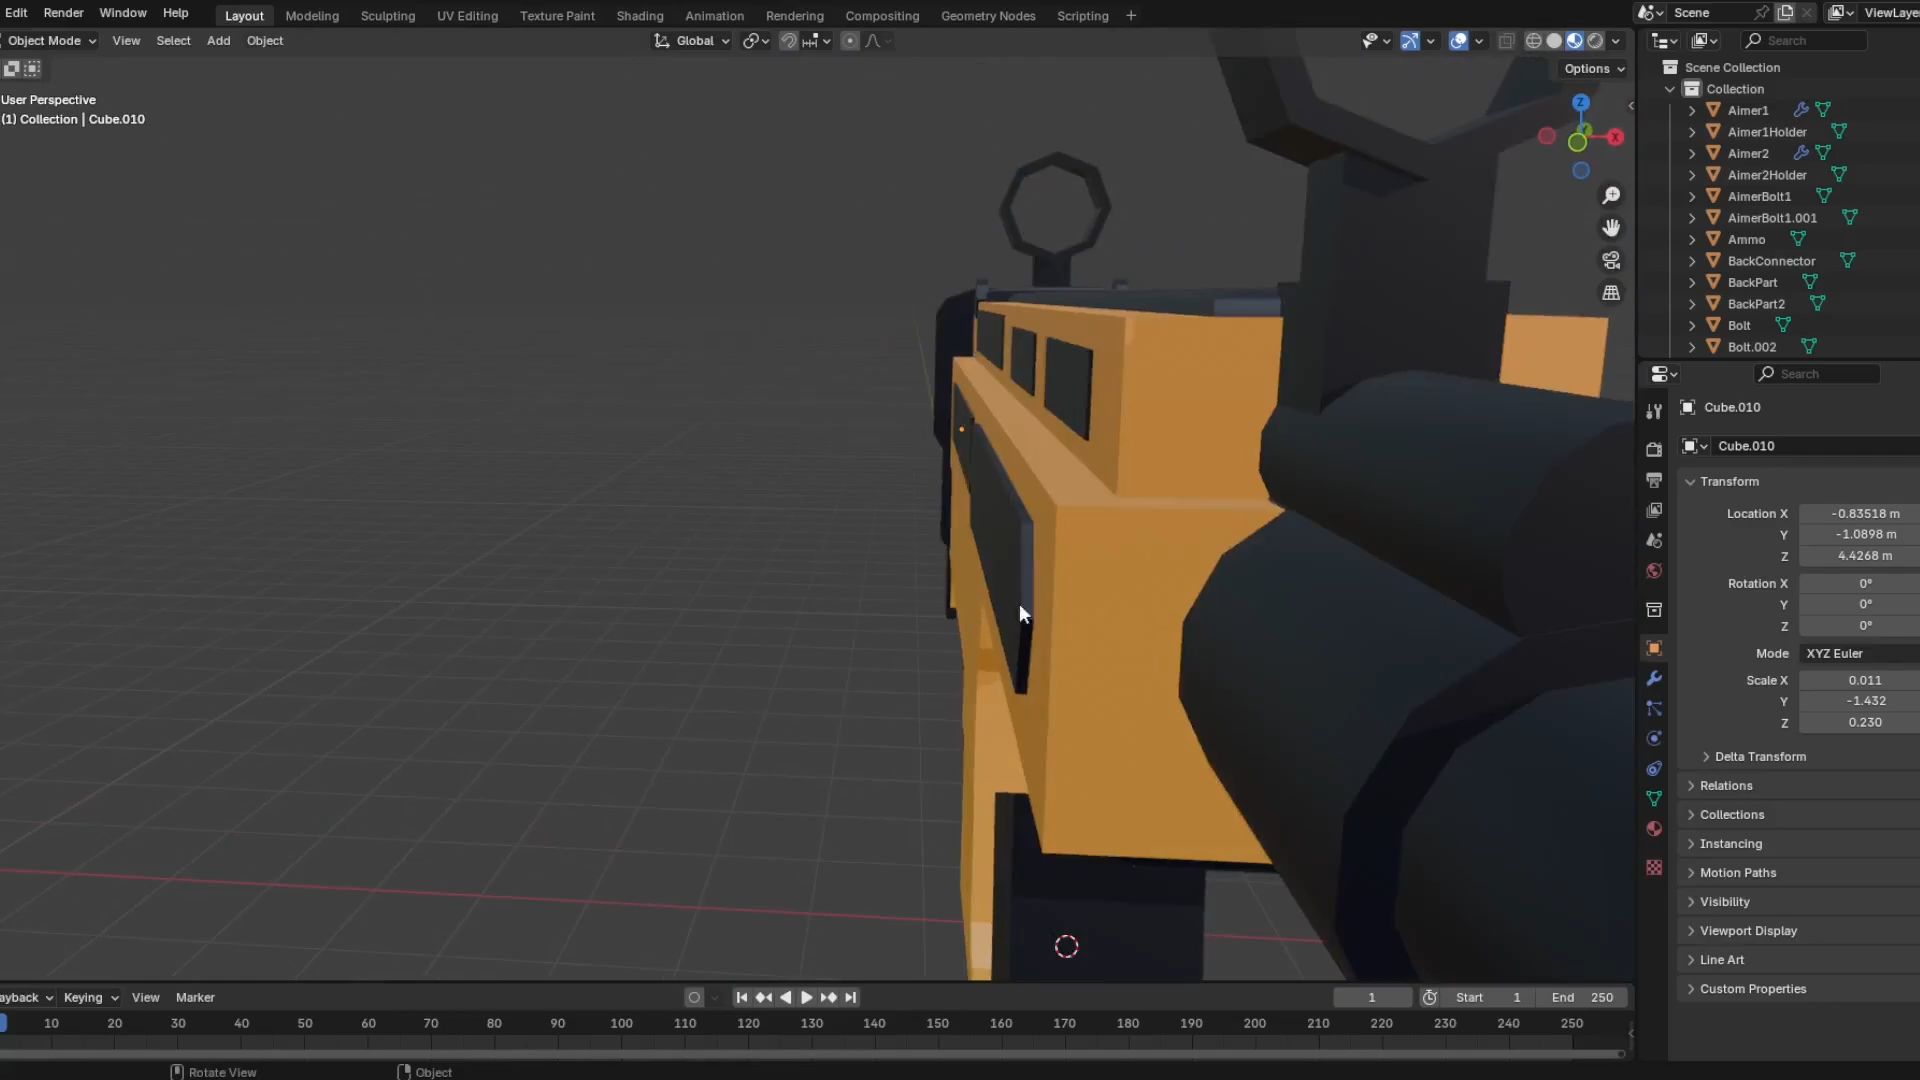 Edit Render Window Help Layout Modeling Sculpting UV Editing Texture Paint Shading Animation Rendering Compositing Geometry Nodes Scripting + Scene ViewLayer
Object Mode View Select Add Object Global Search
Options
User Perspective
(1) Collection | Cube.010
Z
X
Scene Collection
Collection
Aimer1
Aimer1Holder
Aimer2
Aimer2Holder
AimerBolt1
AimerBolt1.001
Ammo
BackConnector
BackPart
BackPart2
Bolt
Bolt.002
Search
Cube.010
Cube.010
Transform
Location X -0.83518 m
Y -1.0898 m
Z 4.4268 m
Rotation X 0°
Y 0°
Z 0°
Mode XYZ Euler
Scale X 0.011
Y -1.432
Z 0.230
Delta Transform
Relations
Collections
Instancing
Motion Paths
Visibility
Viewport Display
Line Art
Custom Properties
ayback Keying View Marker 1 Start 1 End 250
10 20 30 40 50 60 70 80 90 100 110 120 130 140 150 160 170 180 190 200 210 220 230 240 250
Rotate View Object